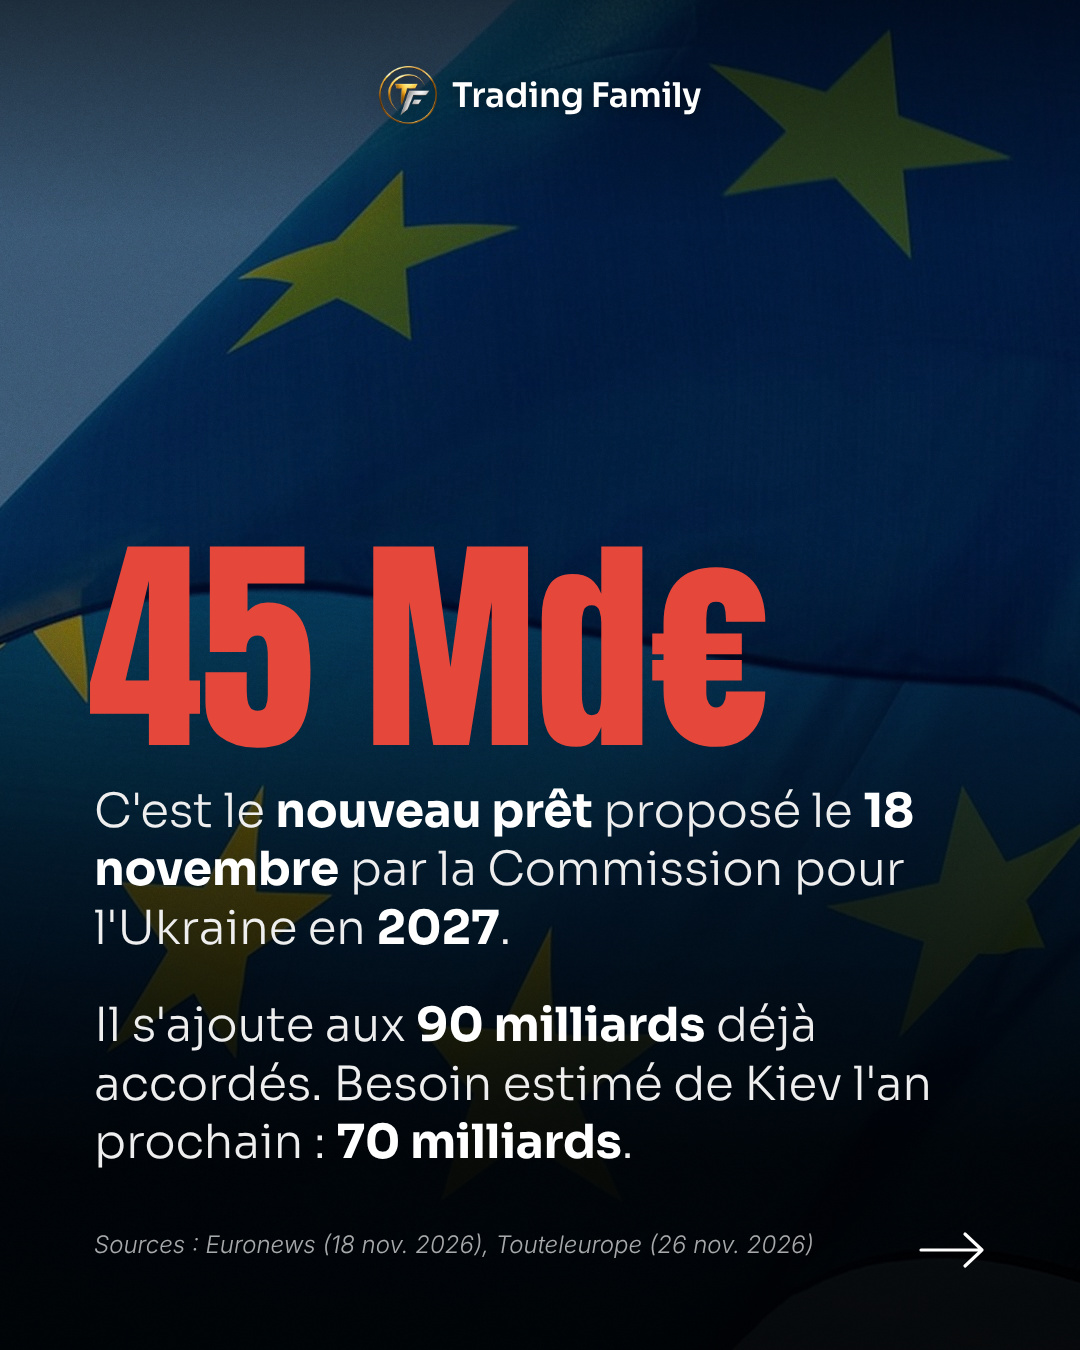 Trading Family
45 Md€
C'est le nouveau prêt proposé le 18
novembre par la Commission pour
l'Ukraine en 2027.
Il s'ajoute aux 90 milliards déjà
accordés. Besoin estimé de Kiev l'an
prochain : 70 milliards.
Sources : Euronews (18 nov. 2026), Touteleurope (26 nov. 2026)